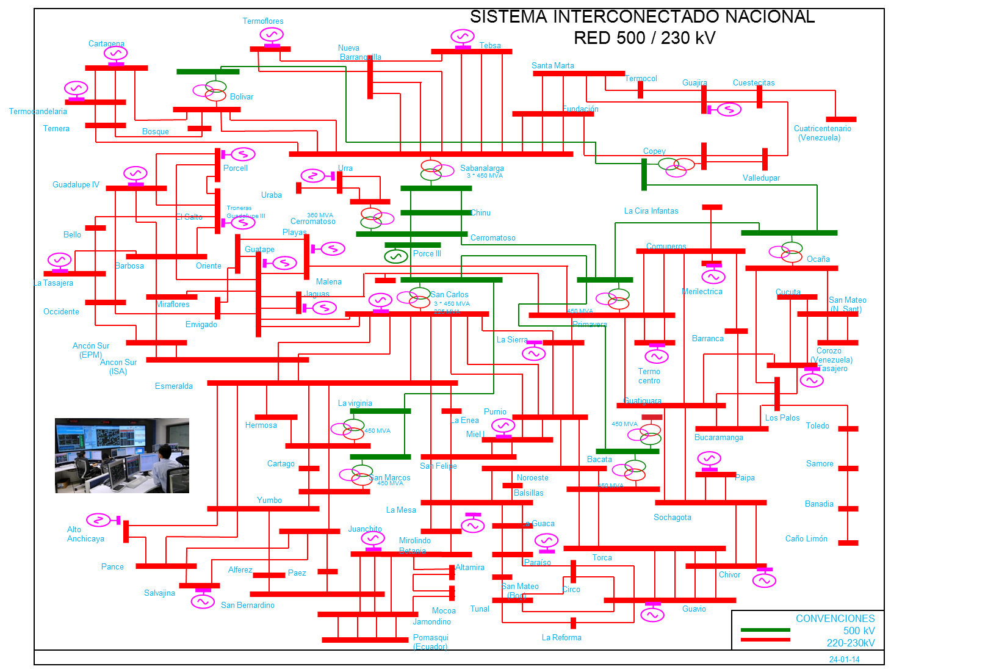 SISTEMA INTERCONECTADO NACIONAL
RED 500 / 230 kV
Termoflores
Cartagena
Nueva
Barranquilla
Tebsa
Santa Marta
Termocol
Guajira
Cuestecitas
Bolivar
Termocandelaria
Fundación
Ternera
Bosque
Cuatricentenario
(Venezuela)
Copey
Porcell
Urra
Sabanalarga
3 * 450 MVA
Valledupar
Guadalupe IV
Uraba
Troneras
Guadalupe III
El Salto
360 MVA
Cerromatoso
Chinu
La Cira Infantas
Bello
Playas
Cerromatoso
Guatape
Porce III
Comuneros
Ocaña
Barbosa
Oriente
La Tasajera
Malena
Merilectrica
Cucuta
Jaguas
San Carlos
3 * 450 MVA
225 MVA
Miraflores
San Mateo
(N. Sant)
Occidente
450 MVA
Envigado
Primavera
La Sierra
Barranca
Ancón Sur
(EPM)
Ancon Sur
(ISA)
Corozo
(Venezuela)
Tasajero
Termo
centro
Esmeralda
La virginia
Guatiguara
Purnio
La Enea
Hermosa
450 MVA
450 MVA
Los Palos
Toledo
Miel I
Bucaramanga
Cartago
San Felipe
Bacata
Samore
San Marcos
450 MVA
Noroeste
Paipa
450 MVA
Balsillas
Yumbo
La Mesa
Banadia
Sochagota
Alto
Anchicaya
Juanchito
La Guaca
Mirolindo
Betania
Caño Limón
Pance
Alferez
Paez
Altamira
Paraíso
Torca
Chivor
Salvajina
San Mateo
(Bog)
Circo
San Bernardino
Mocoa
Tunal
Guavio
Jamondino
Pomasqui
(Ecuador)
La Reforma
CONVENCIONES
500 kV
220-230kV
24-01-14